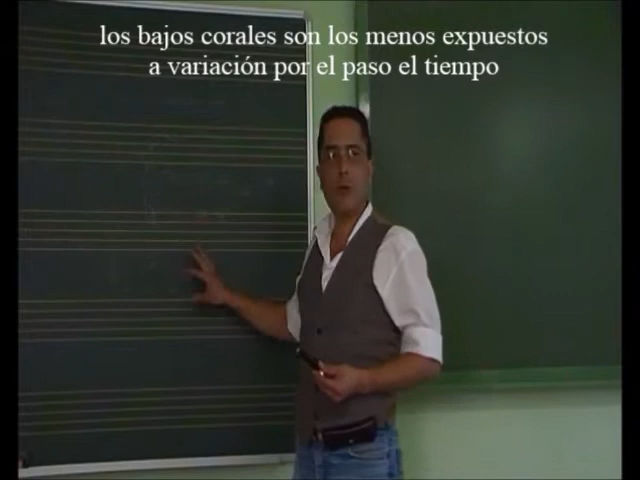 los bajos corales son los menos expuestos
a variación por el paso el tiempo